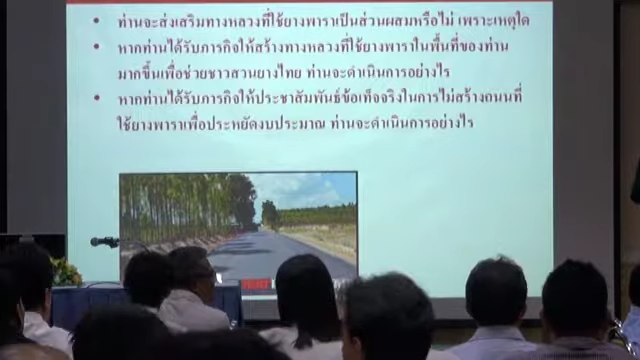 • ท่านจะส่งเสริมทางหลวงที่ใช้ยางพาราเป็นส่วนผสมหรือไม่ เพราะเหตุใด
• หากท่านได้รับภารกิจให้สร้างทางหลวงที่ใช้ยางพาราในพื้นที่ของท่าน
มากขึ้นเพื่อช่วยชาวสวนยางไทย ท่านจะดำเนินการอย่างไร
• หากท่านได้รับภารกิจให้ประชาสัมพันธ์ข้อเท็จจริงในการไม่สร้างถนนที่
ใช้ยางพาราเพื่อประหยัดงบประมาณ ท่านจะดำเนินการอย่างไร